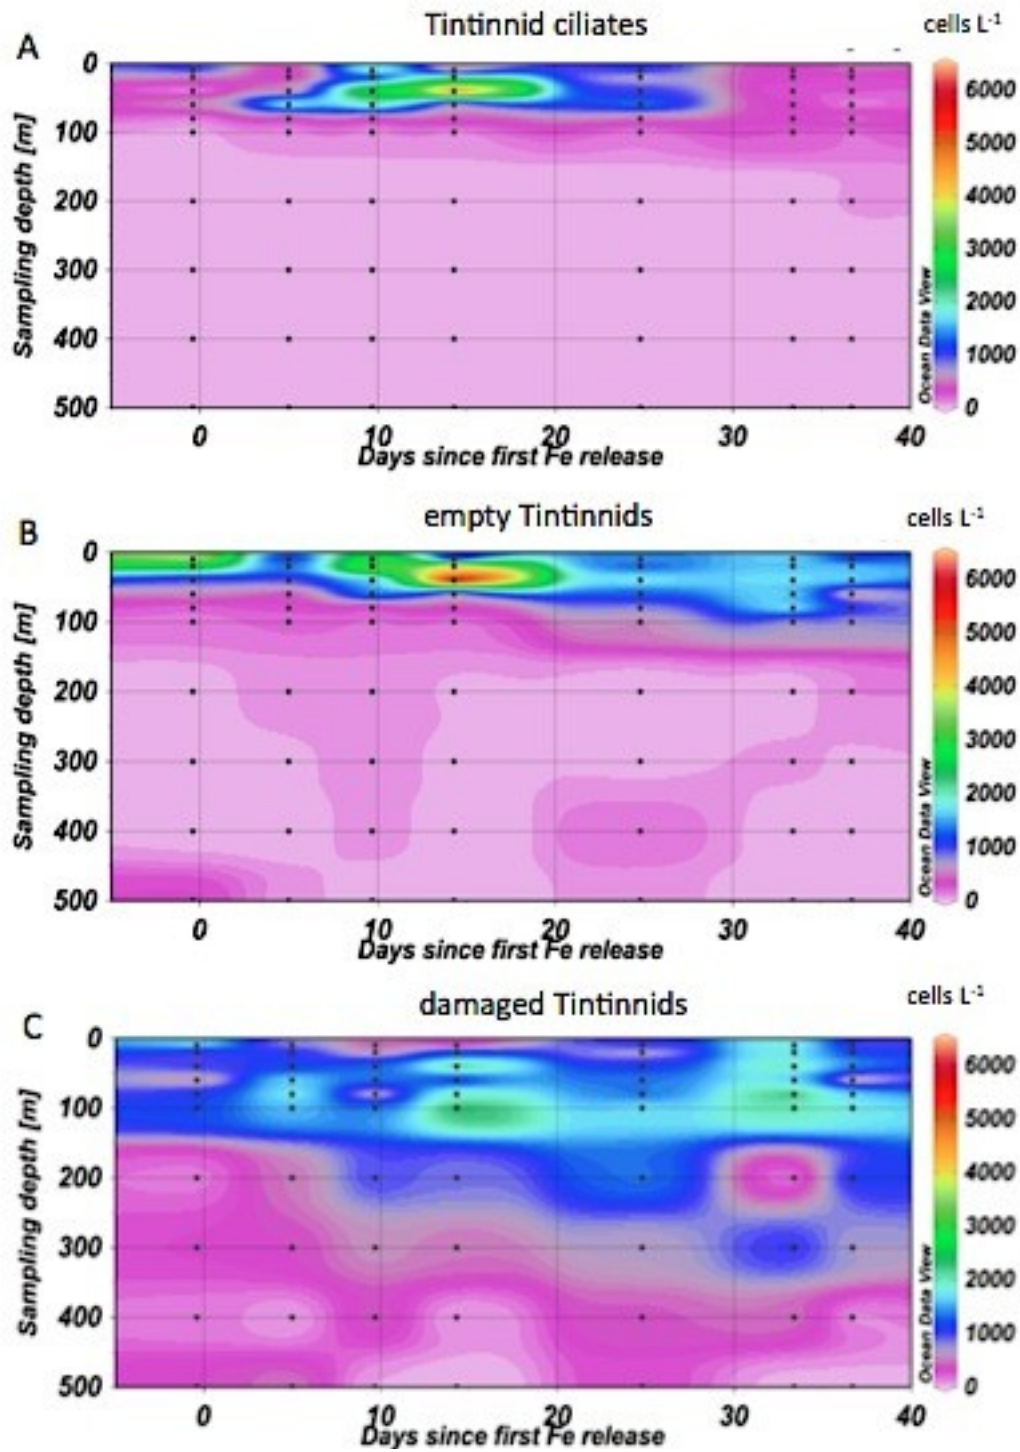 A
Tintinnid ciliates
cells L-1
Sampling depth [m]
0
100
200
300
400
500
0 10 20 30 40
Days since first Fe release
Ocean Data View
6000
5000
4000
3000
2000
1000
0
B
empty Tintinnids
cells L-1
Sampling depth [m]
0
100
200
300
400
500
0 10 20 30 40
Days since first Fe release
Ocean Data View
6000
5000
4000
3000
2000
1000
0
C
damaged Tintinnids
cells L-1
Sampling depth [m]
0
100
200
300
400
500
0 10 20 30 40
Days since first Fe release
Ocean Data View
6000
5000
4000
3000
2000
1000
0